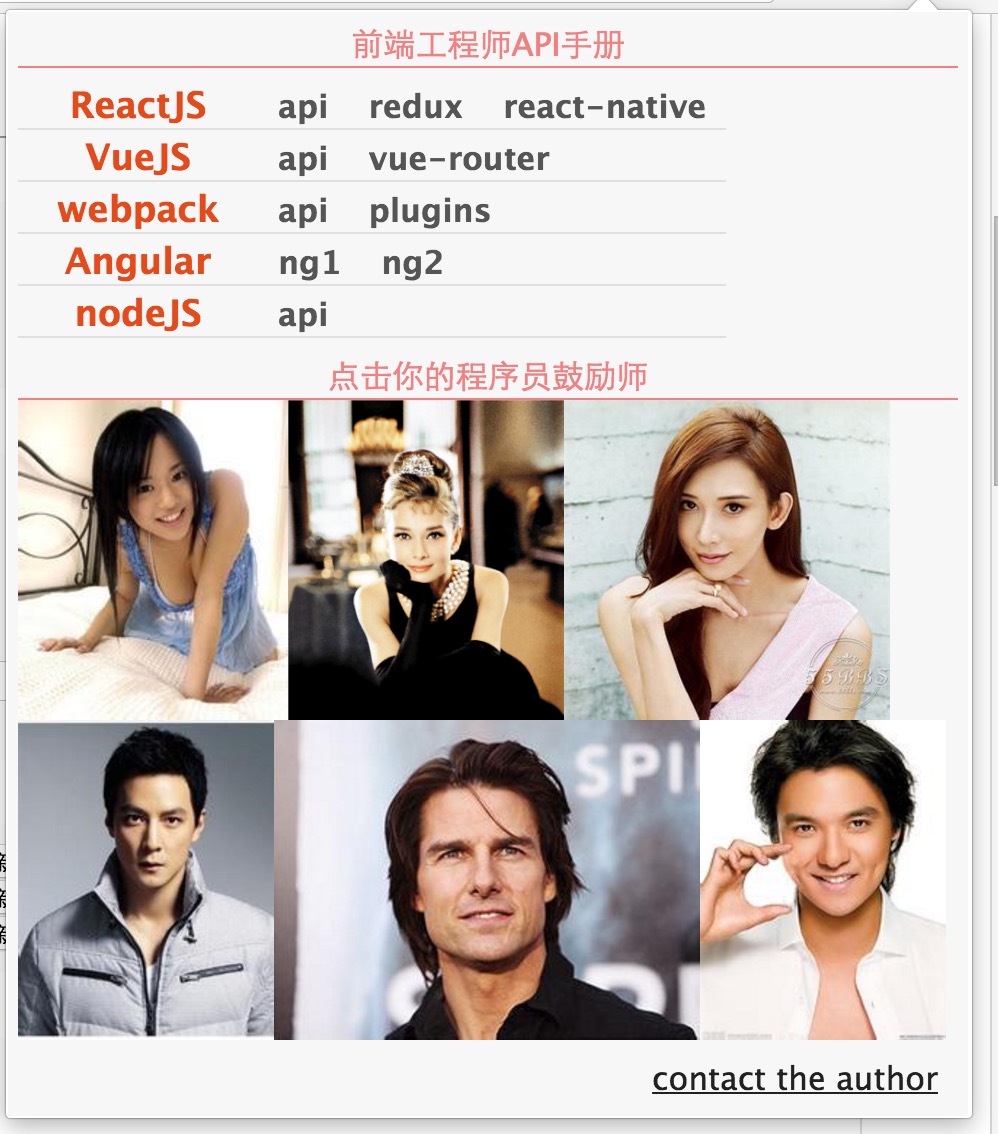 前端工程师API手册
ReactJS api redux react-native
VueJS api vue-router
webpack api plugins
Angular ng1 ng2
nodeJS api
点击你的程序员鼓励师
55BBS
SPI
contact the author